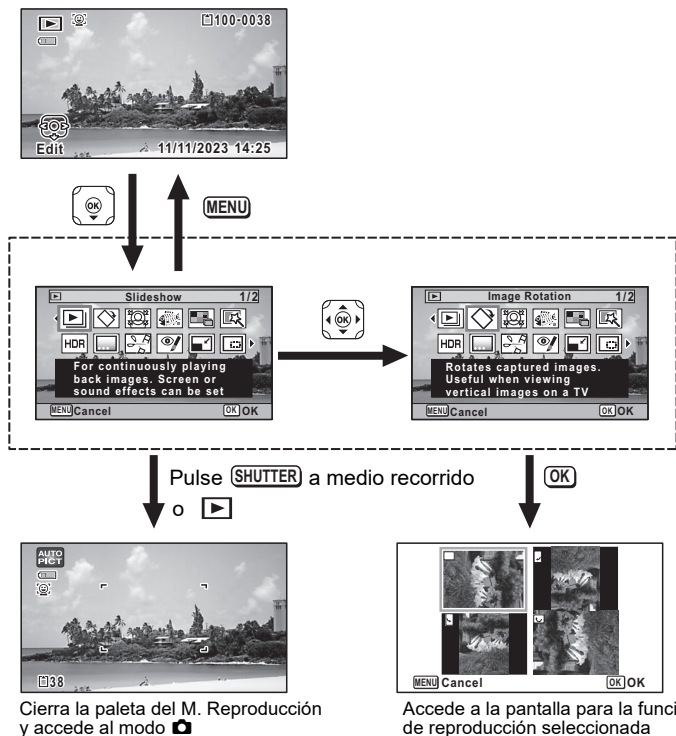 100-0038
Edit 11/11/2023 14:25
OK
MENU
Slideshow 1/2
HDR
For continuously playing
back images. Screen or
sound effects can be set
MENU Cancel OK OK
OK
Image Rotation 1/2
HDR
Rotates captured images.
Useful when viewing
vertical images on a TV
MENU Cancel OK OK
Pulse SHUTTER a medio recorrido
o
OK
AUTO
PICT
38
Cierra la paleta del M. Reproducción
y accede al modo
MENU Cancel OK OK
Accede a la pantalla para la funci
de reproducción seleccionada